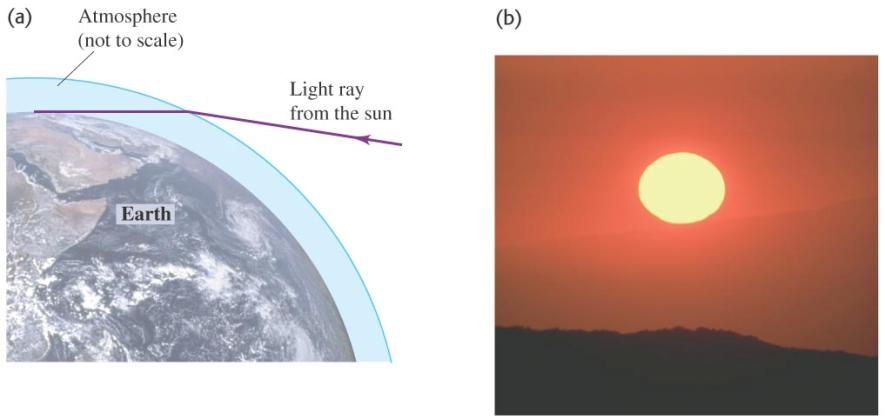 (a)
Atmosphere
(not to scale)
Light ray
from the sun
Earth
(b)